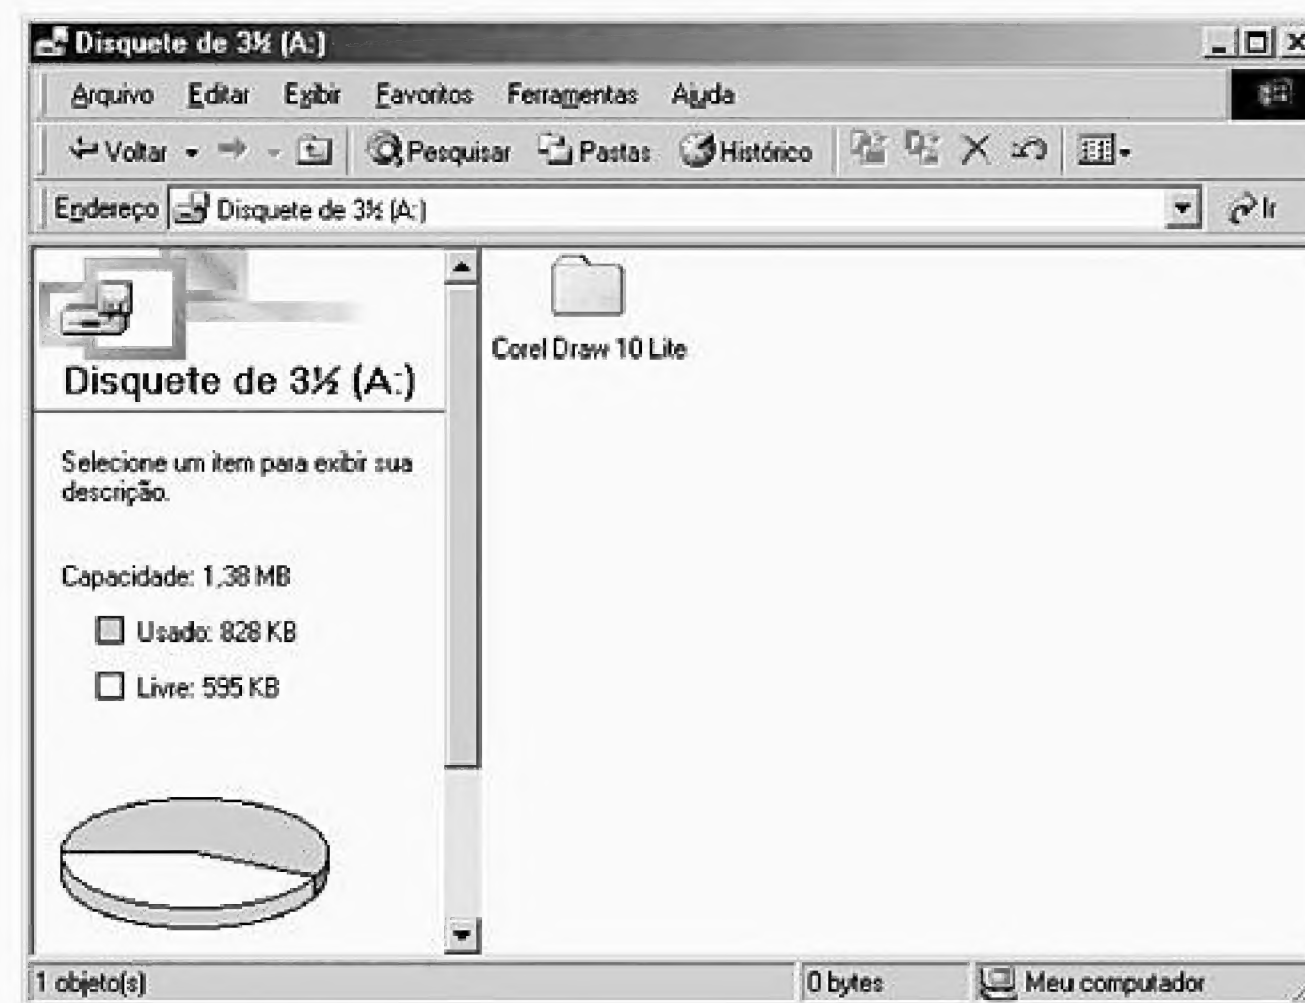 Disquete de 3½ (A:)
Arquivo Editar Exibir Favoritos Ferramentas Ajuda
Voltar Pesquisar Pastas Histórico
Endereço Disquete de 3½ (A:) Ir
Corel Draw 10 Lite
Disquete de 3½ (A:)
Selecione um item para exibir sua
descrição.
Capacidade: 1,38 MB
Usado: 828 KB
Livre: 595 KB
1 objeto(s) 0 bytes Meu computador